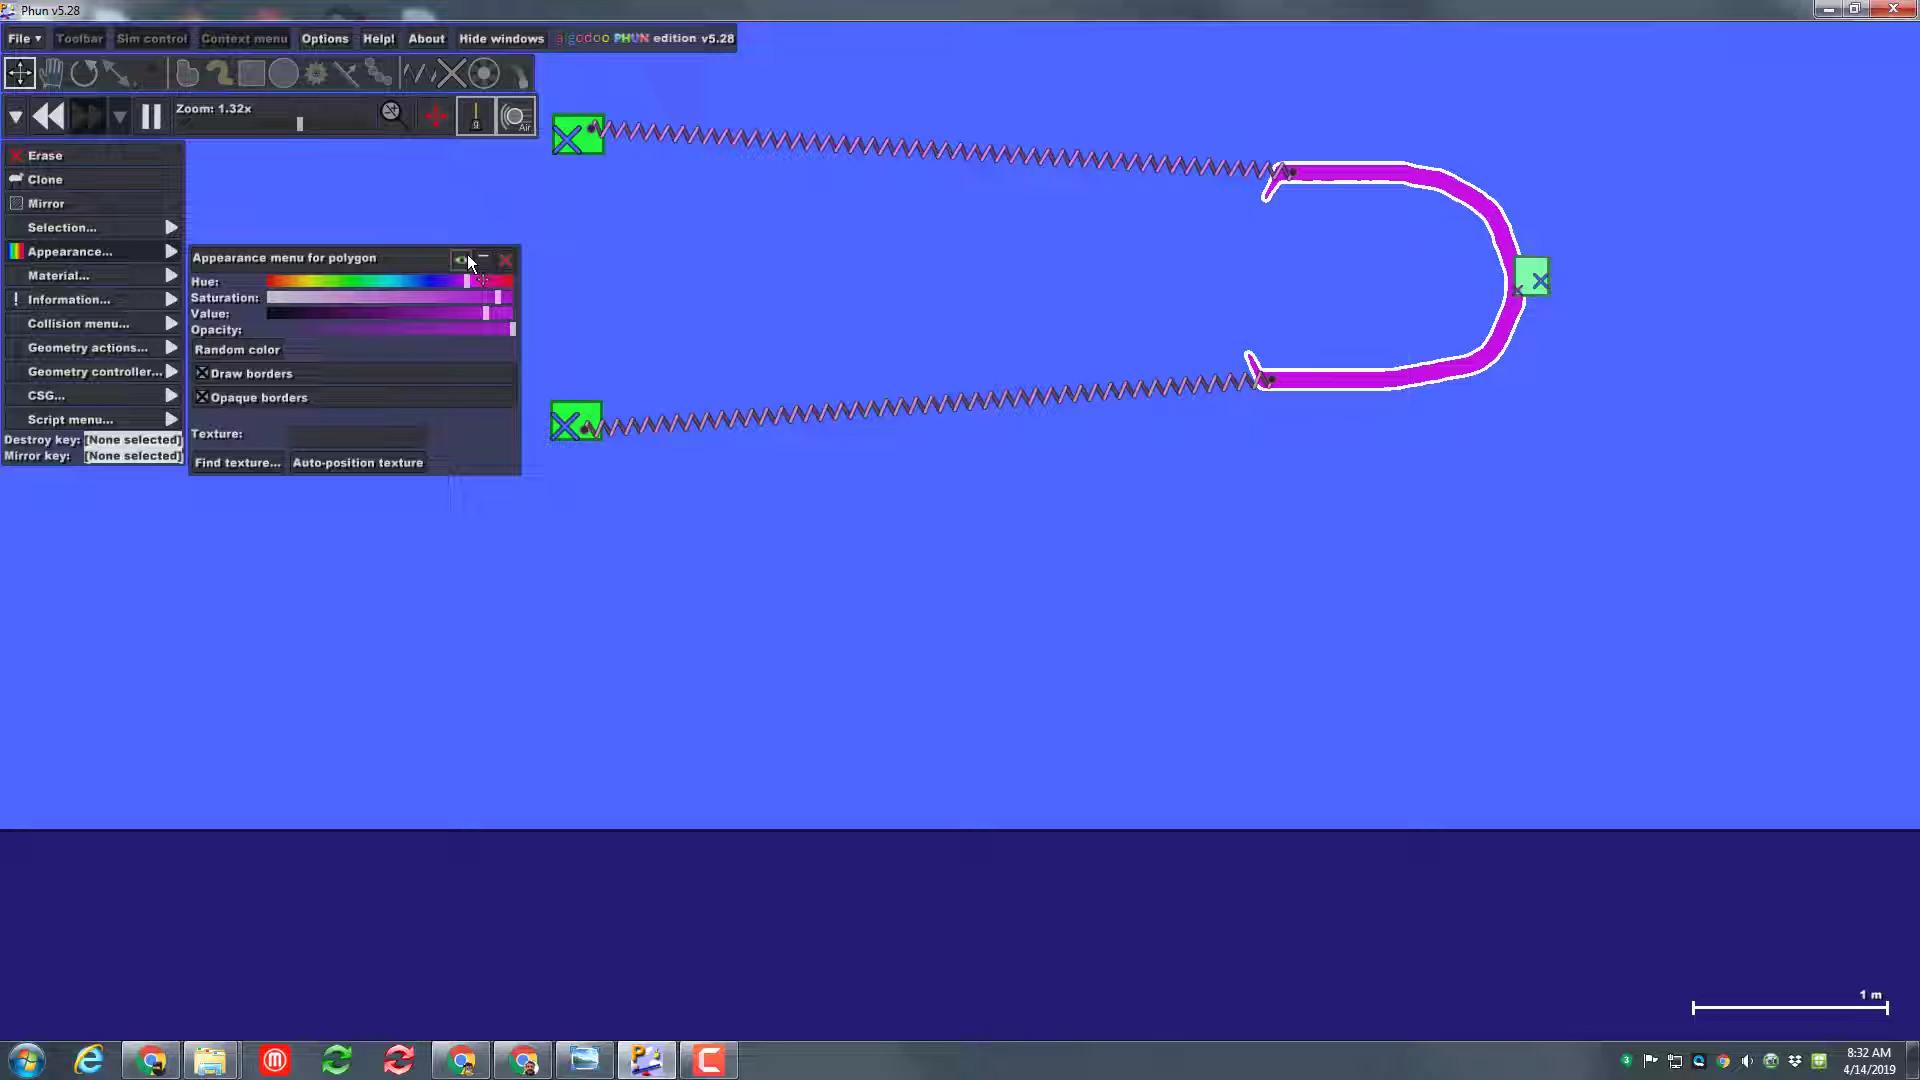 Phun v5.28
File Toolbar Sim control Context menu Options Help! About Hide windows algodoo PHUN edition v5.28
Zoom: 1.32x
Air
Erase
Clone
Mirror
Selection...
Appearance...
Material...
Information...
Collision menu...
Geometry actions...
Geometry controller...
CSG...
Script menu...
Destroy key: [None selected]
Mirror key: [None selected]
Appearance menu for polygon
Hue:
Saturation:
Value:
Opacity:
Random color
Draw borders
Opaque borders
Texture:
Find texture... Auto-position texture
1 m
8:32 AM
4/14/2019